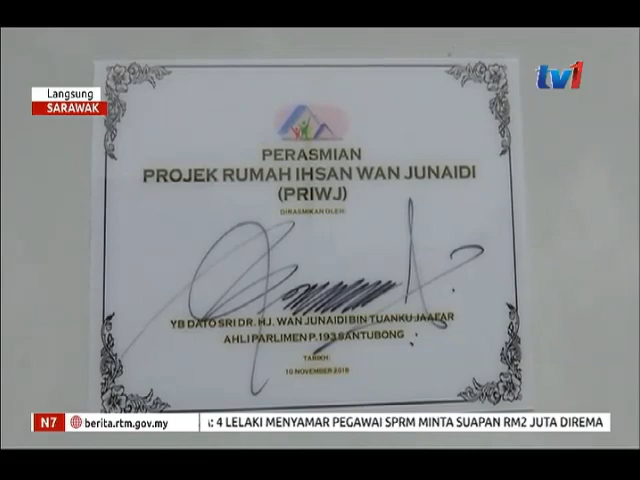 Langsung
SARAWAK
tv1
PERASMIAN
PROJEK RUMAH IHSAN WAN JUNAIDI
(PRIWJ)
DIRASMIKAN OLEH:
YB DATO SRI DR. HJ. WAN JUNAIDI BIN TUANKU JAAFAR
AHLI PARLIMEN P.193 SANTUBONG
TARIKH:
10 NOVEMBER 2018
N7
berita.rtm.gov.my
: 4 LELAKI MENYAMAR PEGAWAI SPRM MINTA SUAPAN RM2 JUTA DIREMA